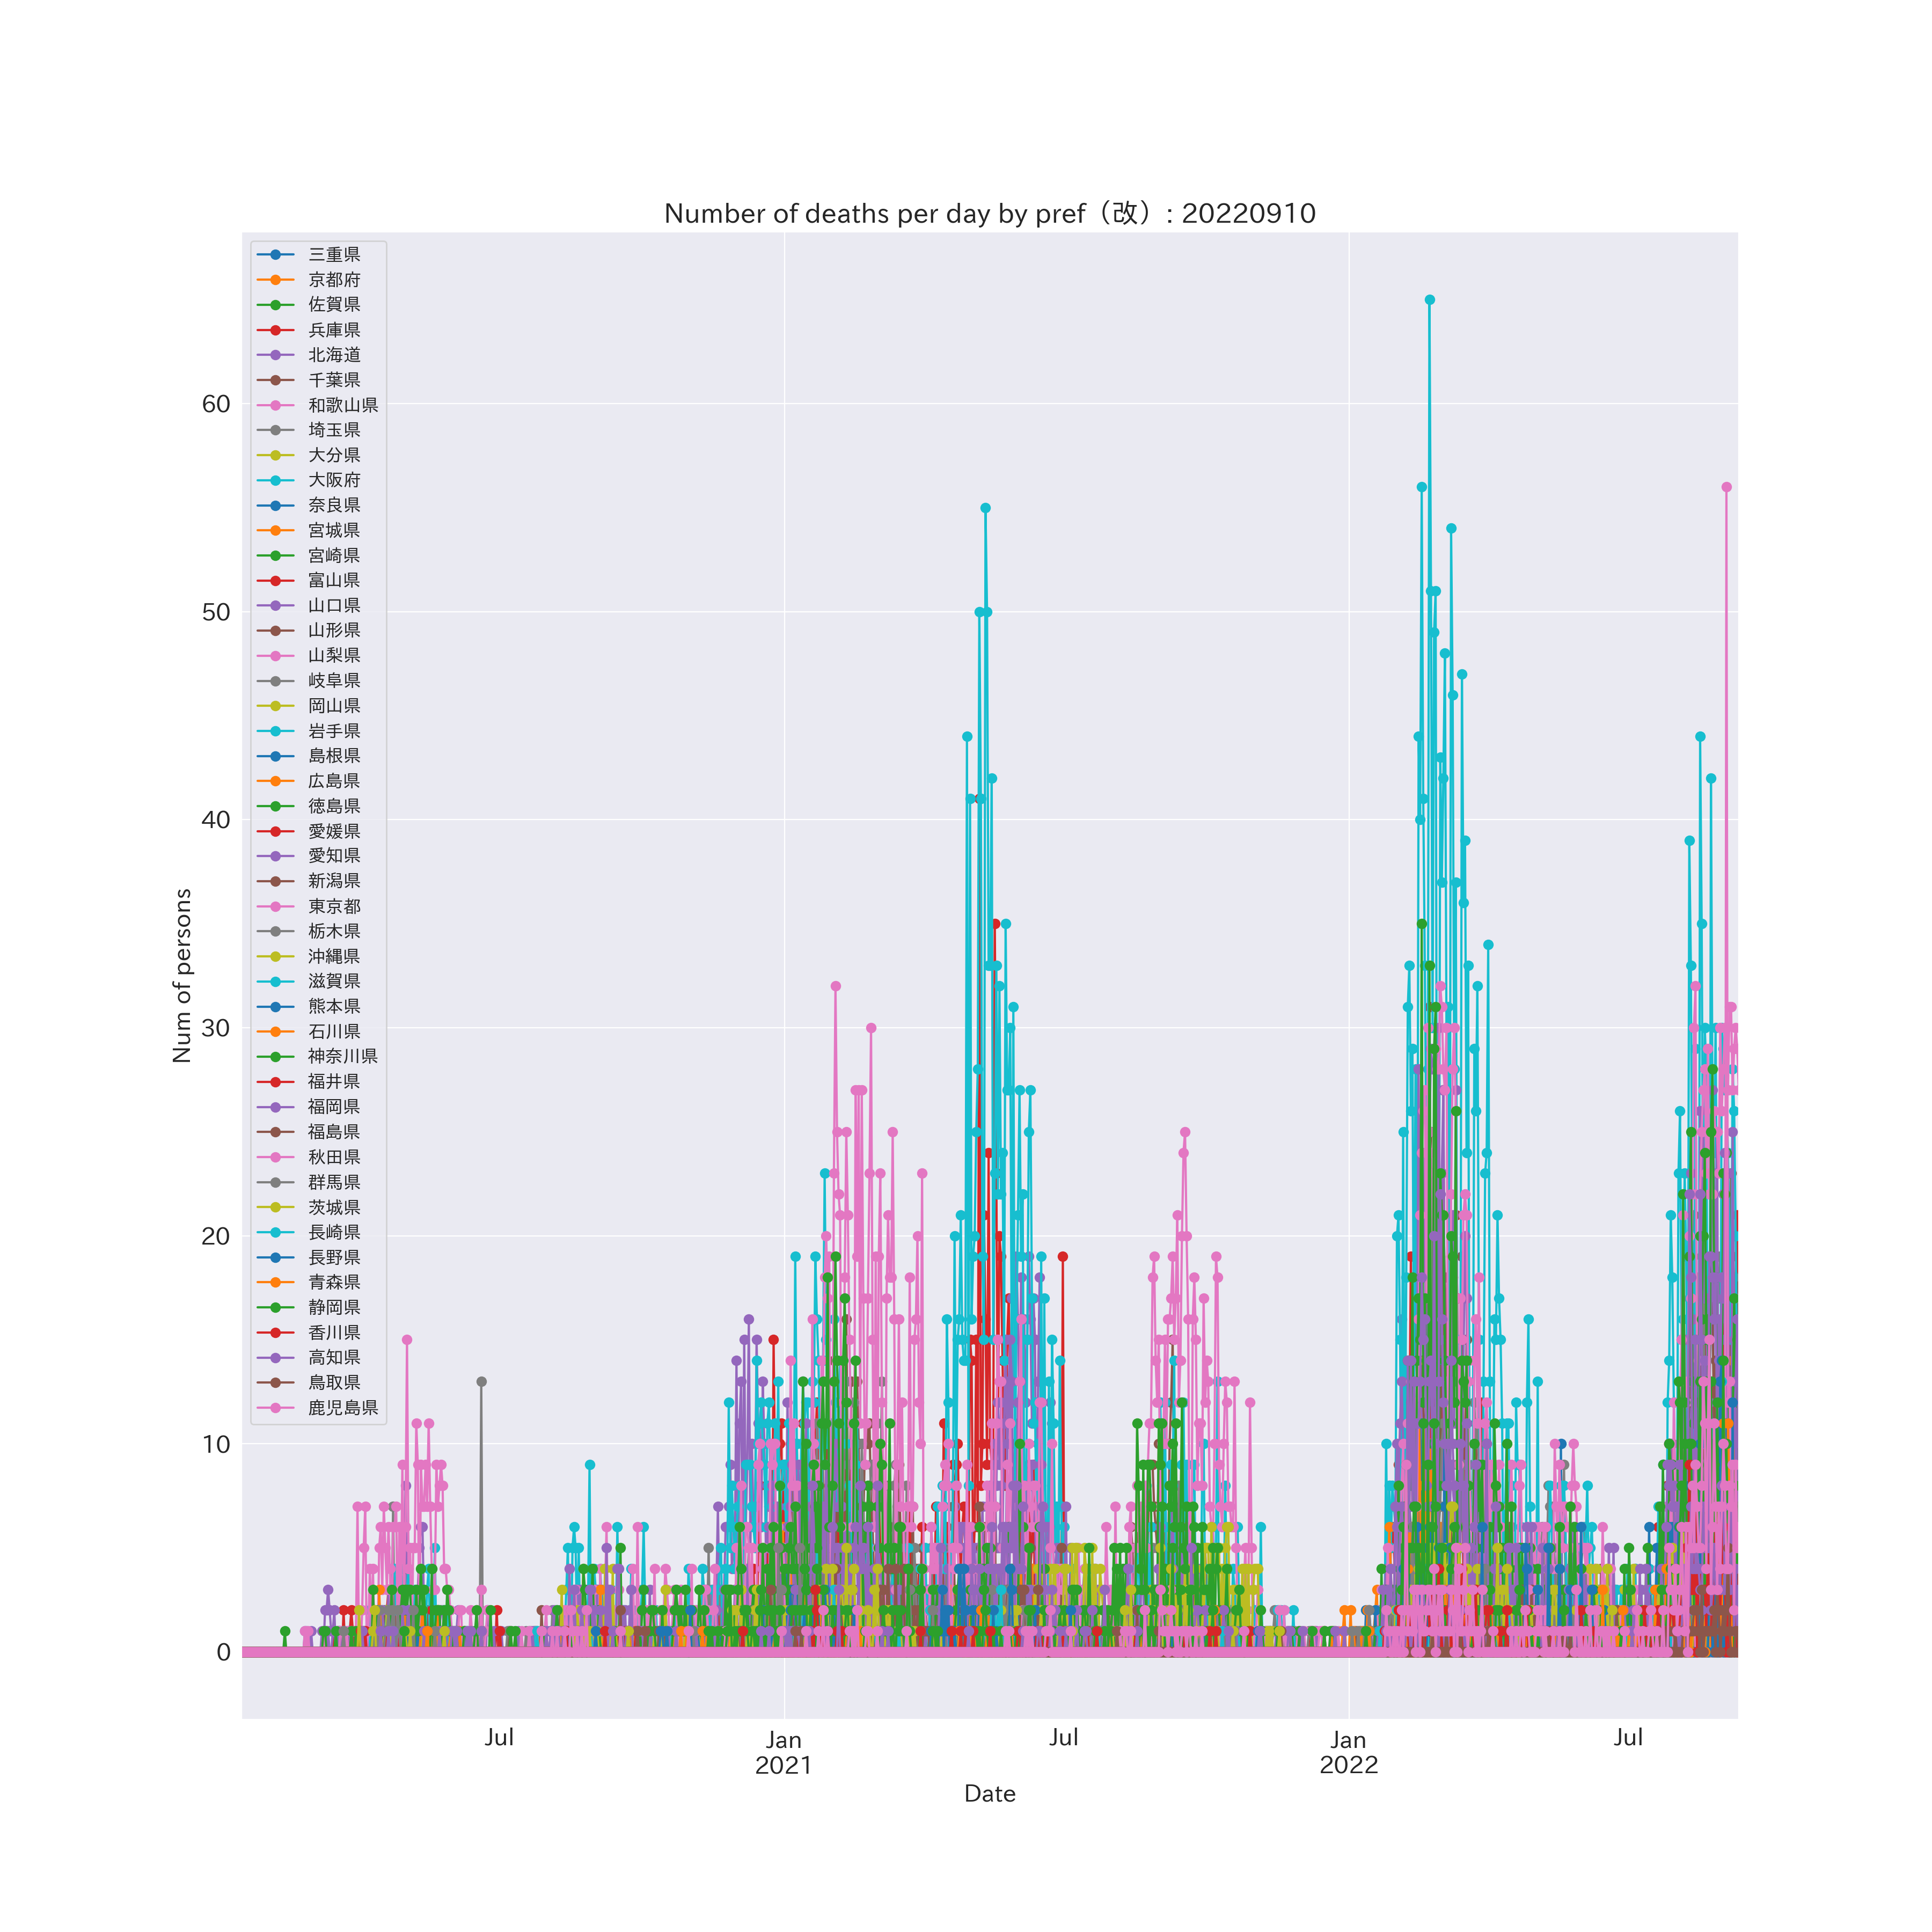 Number of deaths per day by pref（改）: 20220910
三重県
京都府
佐賀県
兵庫県
北海道
千葉県
和歌山県
埼玉県
大分県
大阪府
奈良県
宮城県
宮崎県
富山県
山口県
山形県
山梨県
岐阜県
岡山県
岩手県
島根県
広島県
徳島県
愛媛県
愛知県
新潟県
東京都
栃木県
沖縄県
滋賀県
熊本県
石川県
神奈川県
福井県
福岡県
福島県
秋田県
群馬県
茨城県
長崎県
長野県
青森県
静岡県
香川県
高知県
鳥取県
鹿児島県
60
50
40
30
20
10
0
Num of persons
Jul
Jan
2021
Jul
Jan
2022
Jul
Date